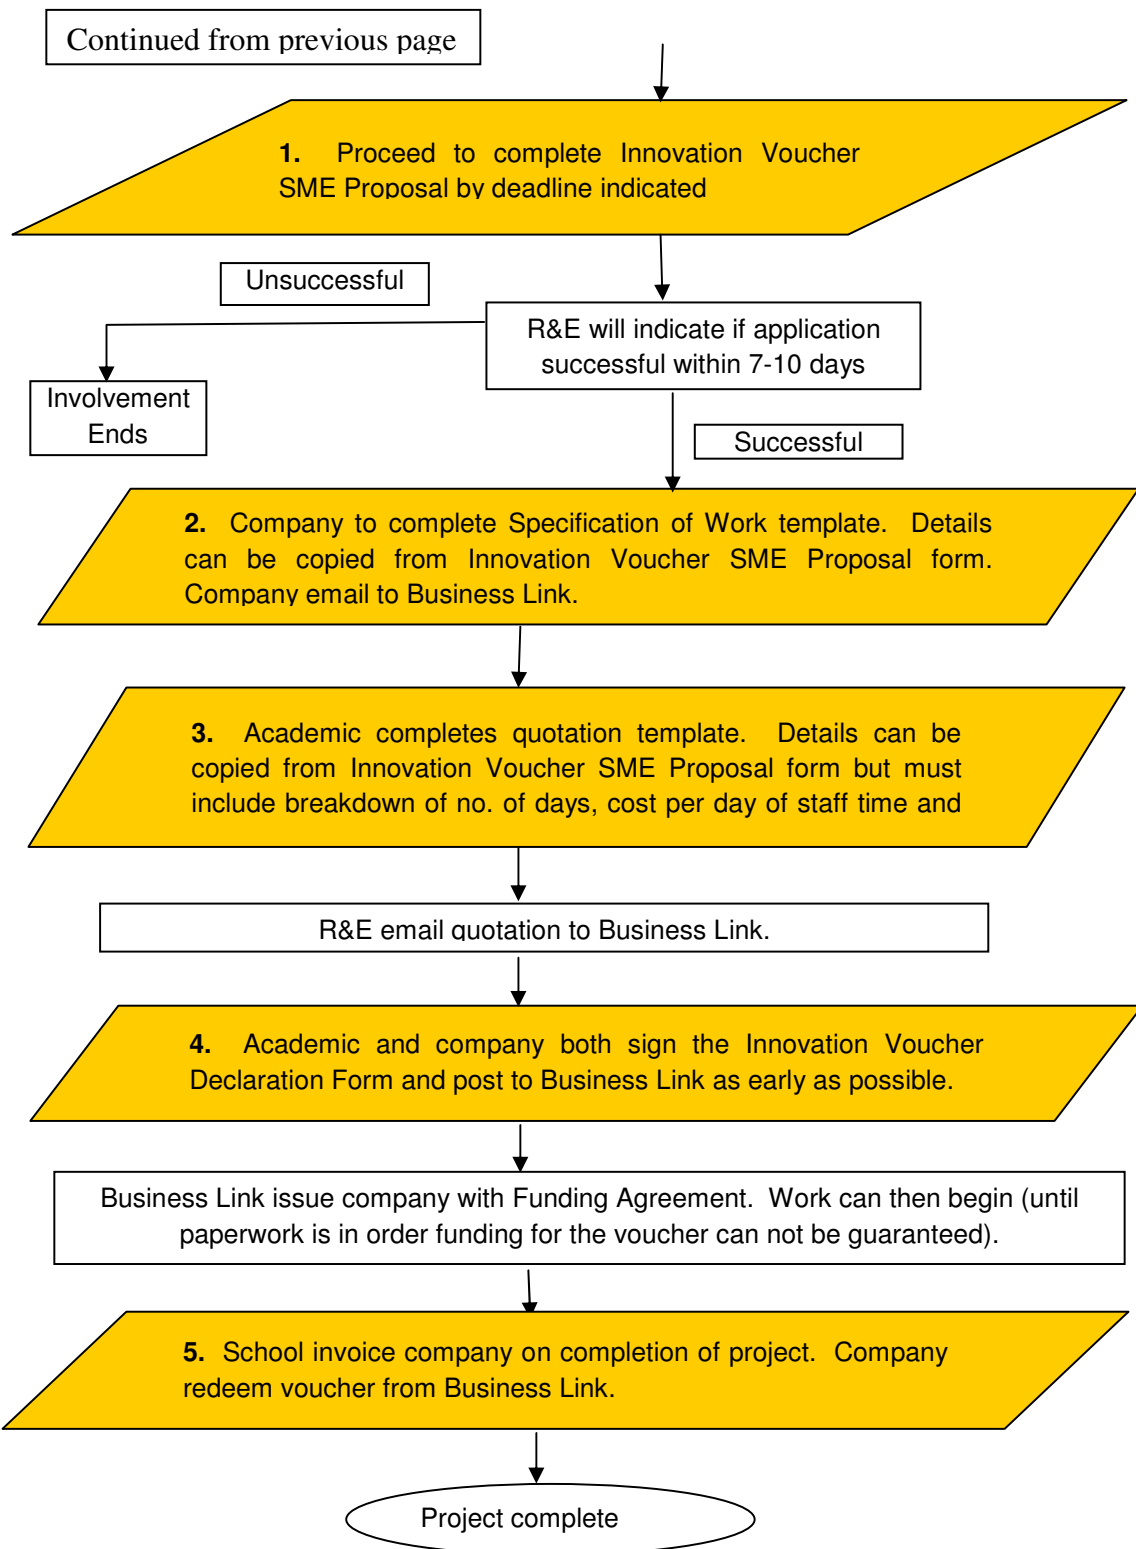 Continued from previous page
1. Proceed to complete Innovation Voucher
SME Proposal by deadline indicated
Unsuccessful
R&E will indicate if application
successful within 7-10 days
Involvement
Ends
Successful
2. Company to complete Specification of Work template. Details
can be copied from Innovation Voucher SME Proposal form.
Company email to Business Link.
3. Academic completes quotation template. Details can be
copied from Innovation Voucher SME Proposal form but must
include breakdown of no. of days, cost per day of staff time and
R&E email quotation to Business Link.
4. Academic and company both sign the Innovation Voucher
Declaration Form and post to Business Link as early as possible.
Business Link issue company with Funding Agreement. Work can then begin (until
paperwork is in order funding for the voucher can not be guaranteed).
5. School invoice company on completion of project. Company
redeem voucher from Business Link.
Project complete